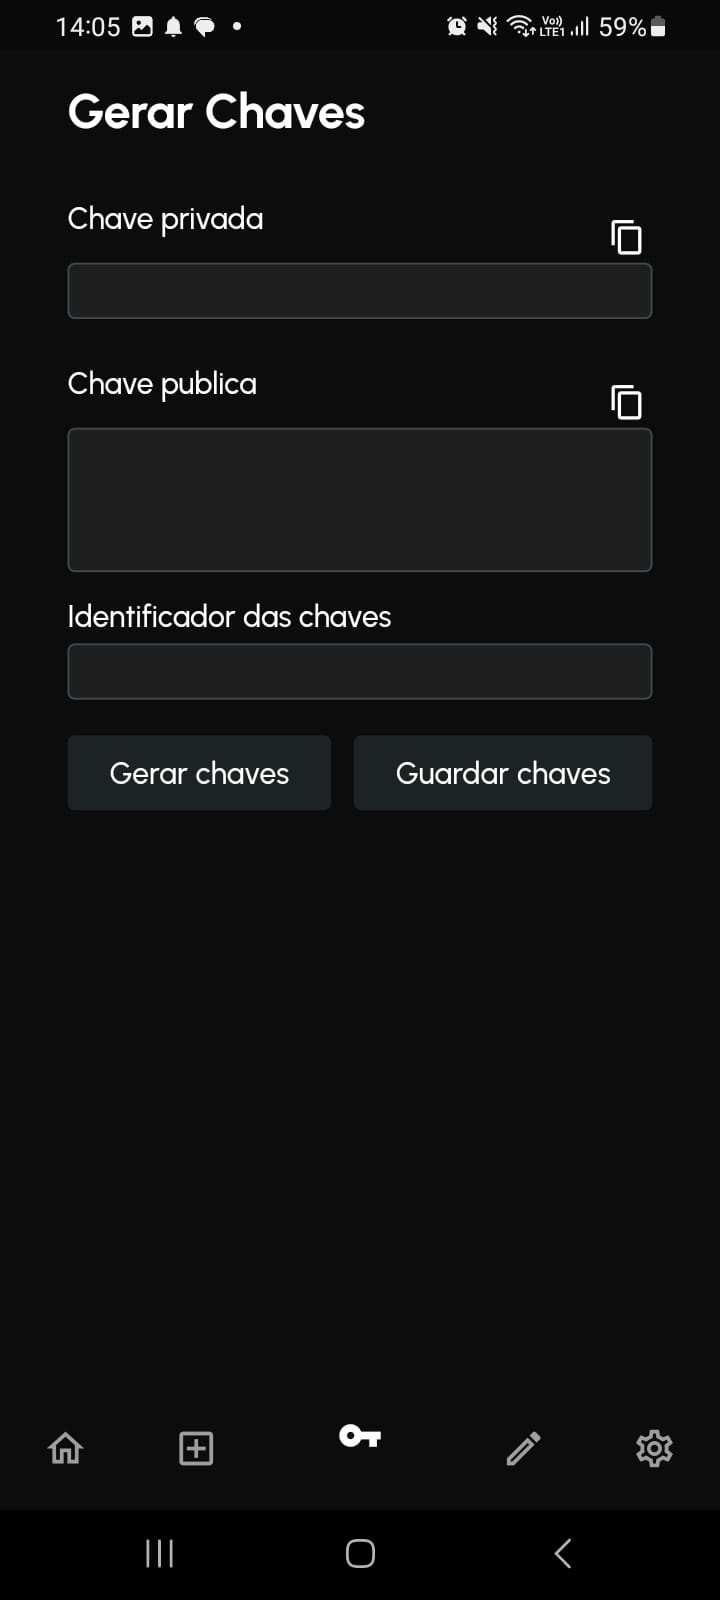 14:05 Vo)) LTE1 59%
Gerar Chaves
Chave privada
Chave publica
Identificador das chaves
Gerar chaves Guardar chaves